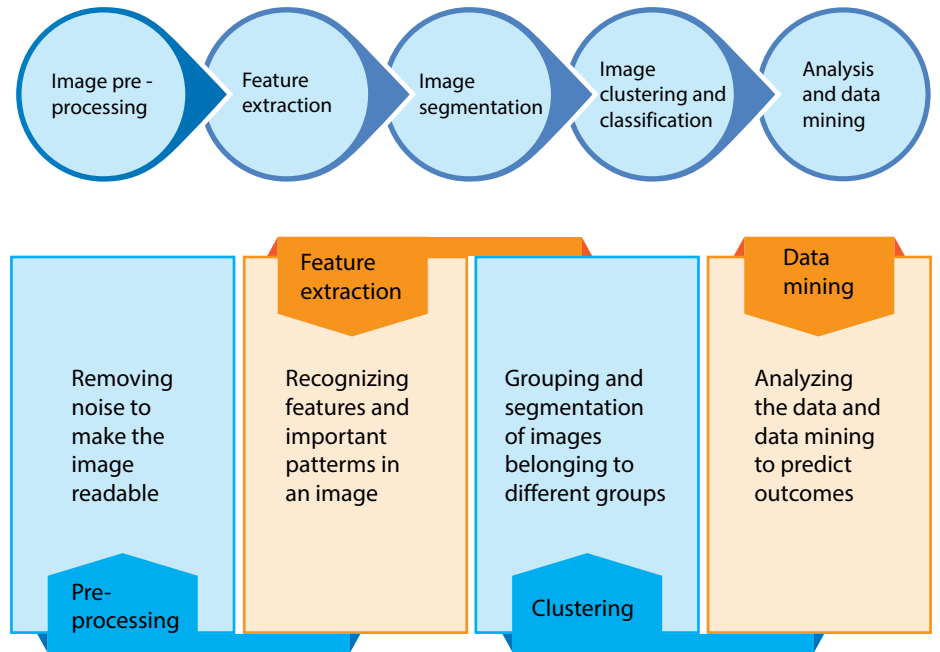 Image pre -
processing
Feature
extraction
Image
segmentation
Image
clustering and
classification
Analysis
and data
mining
Feature
extraction
Data
mining
Removing
noise to
make the
image
readable
Recognizing
features and
important
patterms in
an image
Grouping and
segmentation
of images
belonging to
different groups
Analyzing
the data and
data mining
to predict
outcomes
Pre-
processing
Clustering